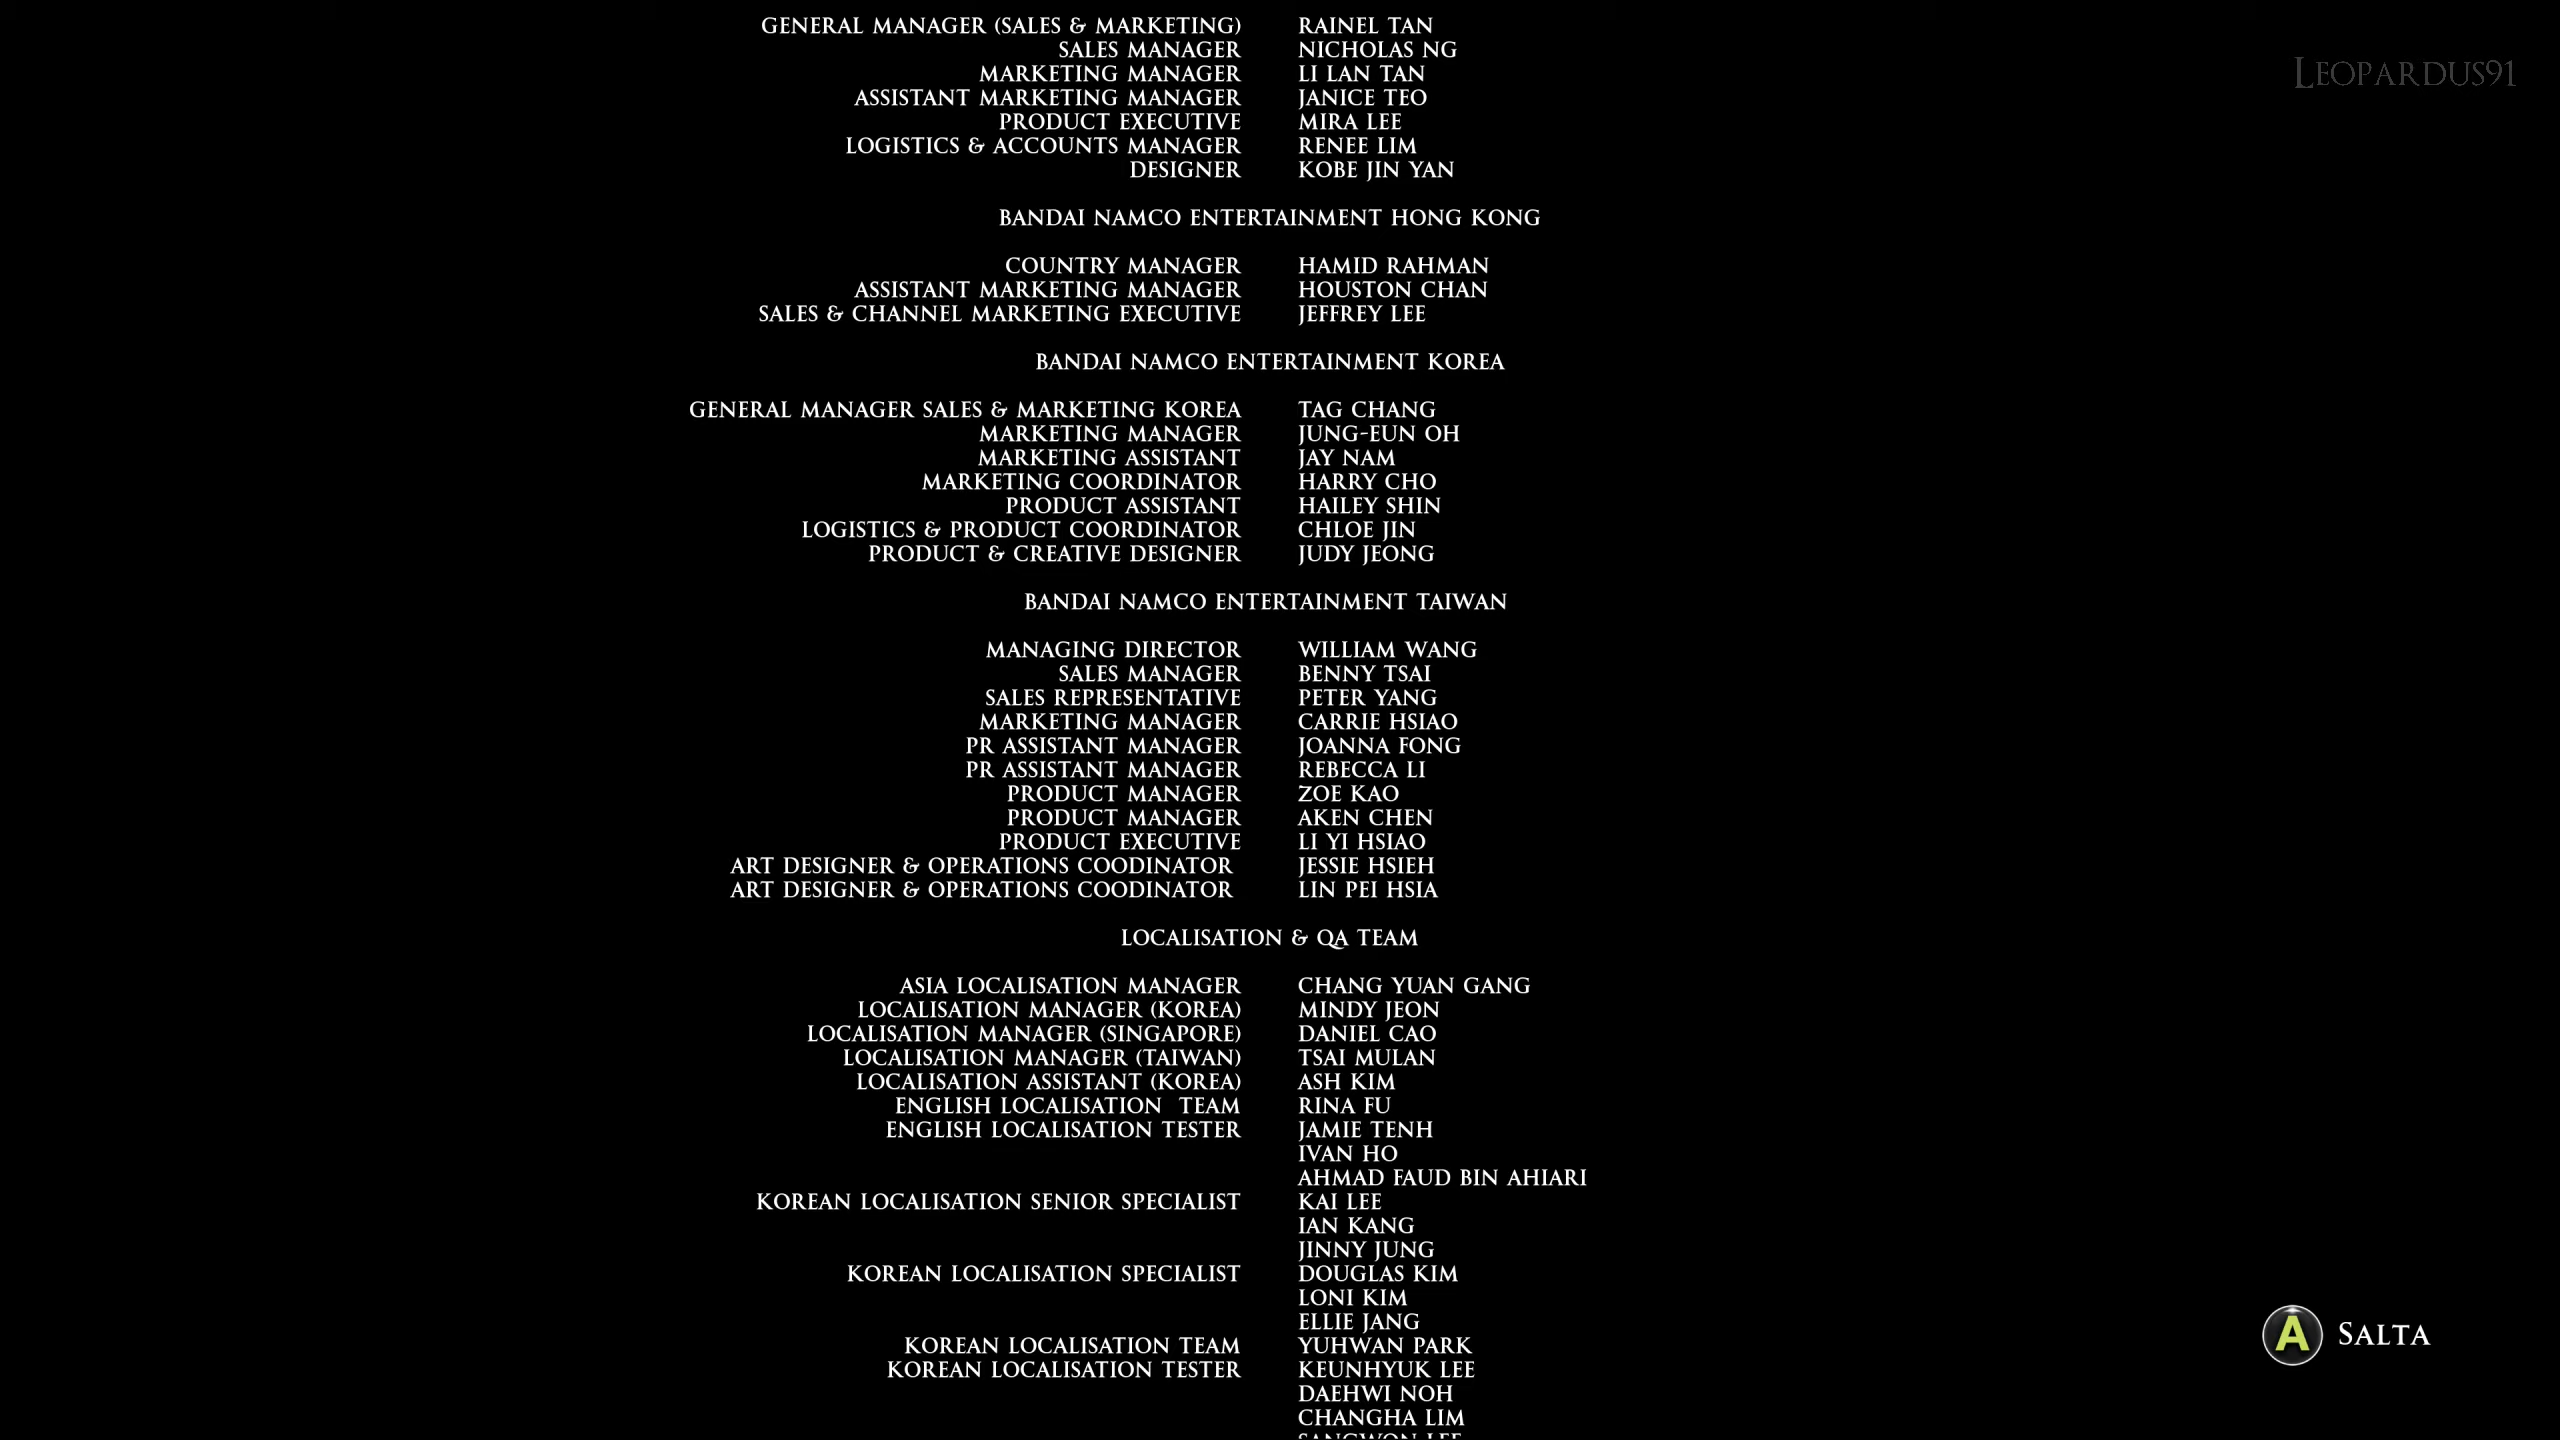 GENERAL MANAGER (SALES & MARKETING) RAINEL TAN
LEOPARDUS91
SALES MANAGER NICHOLAS NG
MARKETING MANAGER LI LAN TAN
ASSISTANT MARKETING MANAGER JANICE TEO
PRODUCT EXECUTIVE MIRA LEE
LOGISTICS & ACCOUNTS MANAGER RENEE LIM
DESIGNER KOBE JIN YAN
BANDAI NAMCO ENTERTAINMENT HONG KONG
COUNTRY MANAGER HAMID RAHMAN
ASSISTANT MARKETING MANAGER HOUSTON CHAN
SALES & CHANNEL MARKETING EXECUTIVE JEFFREY LEE
BANDAI NAMCO ENTERTAINMENT KOREA
GENERAL MANAGER SALES & MARKETING KOREA TAG CHANG
MARKETING MANAGER JUNG-EUN OH
MARKETING ASSISTANT JAY NAM
MARKETING COORDINATOR HARRY CHO
PRODUCT ASSISTANT HAILEY SHIN
LOGISTICS & PRODUCT COORDINATOR CHLOE JIN
PRODUCT & CREATIVE DESIGNER JUDY JEONG
BANDAI NAMCO ENTERTAINMENT TAIWAN
MANAGING DIRECTOR WILLIAM WANG
SALES MANAGER BENNY TSAI
SALES REPRESENTATIVE PETER YANG
MARKETING MANAGER CARRIE HSIAO
PR ASSISTANT MANAGER JOANNA FONG
PR ASSISTANT MANAGER REBECCA LI
PRODUCT MANAGER ZOE KAO
PRODUCT MANAGER AKEN CHEN
PRODUCT EXECUTIVE LI YI HSIAO
ART DESIGNER & OPERATIONS COODINATOR JESSIE HSIEH
ART DESIGNER & OPERATIONS COODINATOR LIN PEI HSIA
LOCALISATION & QA TEAM
ASIA LOCALISATION MANAGER CHANG YUAN GANG
LOCALISATION MANAGER (KOREA) MINDY JEON
LOCALISATION MANAGER (SINGAPORE) DANIEL CAO
LOCALISATION MANAGER (TAIWAN) TSAI MULAN
LOCALISATION ASSISTANT (KOREA) ASH KIM
ENGLISH LOCALISATION TEAM RINA FU
ENGLISH LOCALISATION TESTER JAMIE TENH
IVAN HO
AHMAD FAUD BIN AHIARI
KOREAN LOCALISATION SENIOR SPECIALIST KAI LEE
IAN KANG
JINNY JUNG
KOREAN LOCALISATION SPECIALIST DOUGLAS KIM
LONI KIM
ELLIE JANG
A SALTA
KOREAN LOCALISATION TEAM YUHWAN PARK
KOREAN LOCALISATION TESTER KEUNHYUK LEE
DAEHWI NOH
CHANGHA LIM